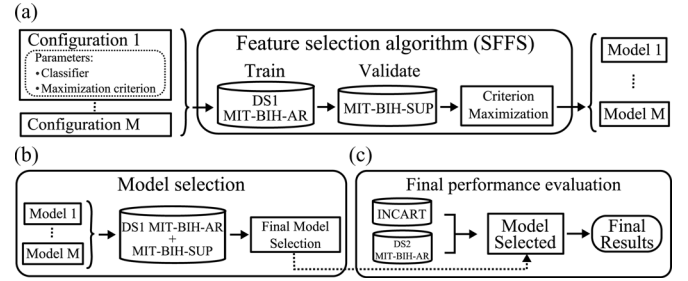 (a)
Configuration 1
Parameters:
•Classifier
•Maximization criterion
Configuration M
Feature selection algorithm (SFFS)
Train
DS1
MIT-BIH-AR
Validate
MIT-BIH-SUP
Criterion
Maximization
Model 1
Model M
(b)
Model selection
Model 1
Model M
DS1 MIT-BIH-AR
+
MIT-BIH-SUP
Final Model
Selection
(c)
Final performance evaluation
INCART
DS2
MIT-BIH-AR
Model
Selected
Final
Results